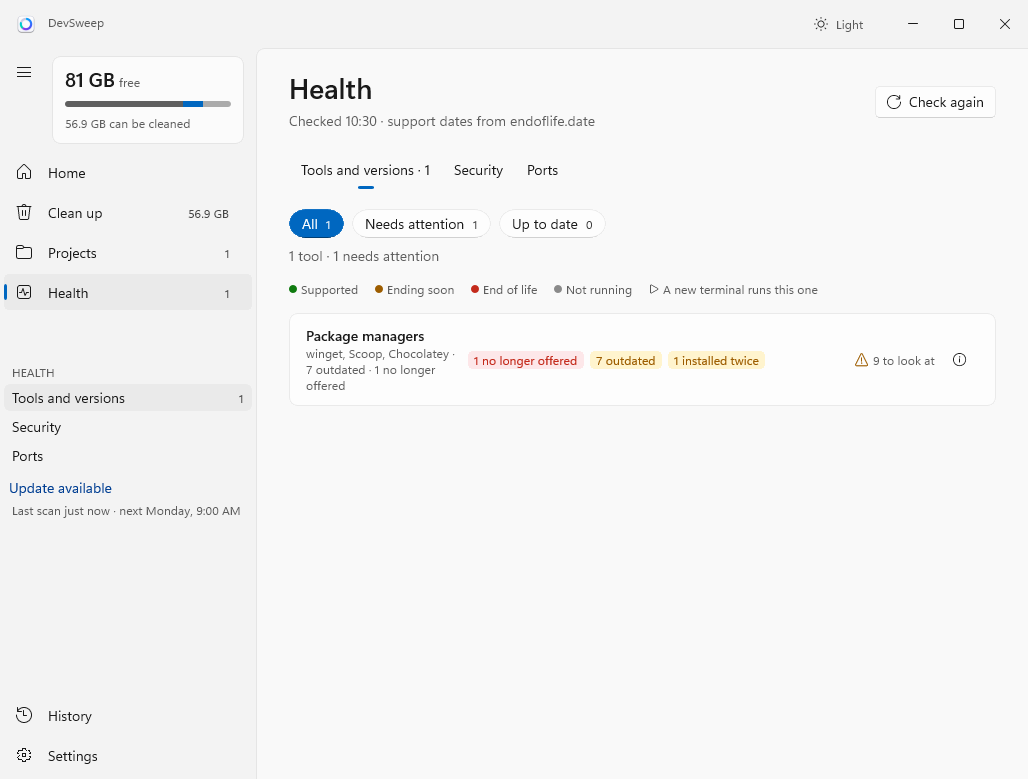 DevSweep
Light
81 GB free
56.9 GB can be cleaned
Home
Clean up 56.9 GB
Projects 1
Health 1
HEALTH
Tools and versions 1
Security
Ports
Update available
Last scan just now · next Monday, 9:00 AM
History
Settings
Health
Checked 10:30 · support dates from endoflife.date
Check again
Tools and versions · 1 Security Ports
All 1 Needs attention 1 Up to date 0
1 tool · 1 needs attention
Supported Ending soon End of life Not running A new terminal runs this one
Package managers
winget, Scoop, Chocolatey ·
7 outdated · 1 no longer
offered
1 no longer offered 7 outdated 1 installed twice
9 to look at